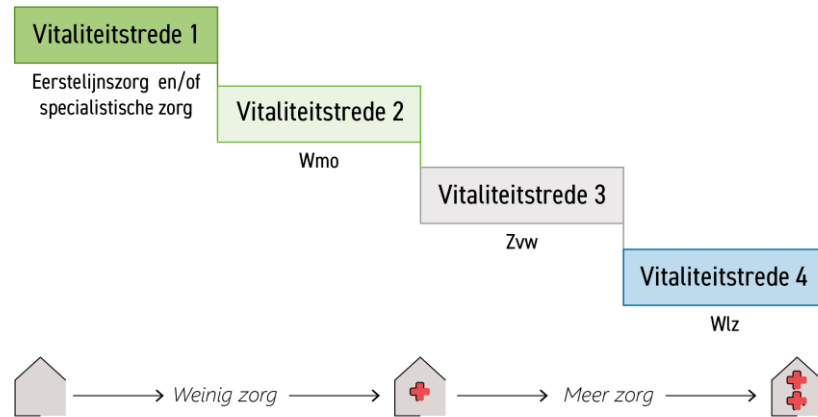 Vitaliteitstrede 1
Eerstelijnszorg en/of
specialistische zorg
Vitaliteitstrede 2
Wmo
Vitaliteitstrede 3
Zvw
Vitaliteitstrede 4
Wlz
Weinig zorg
Meer zorg